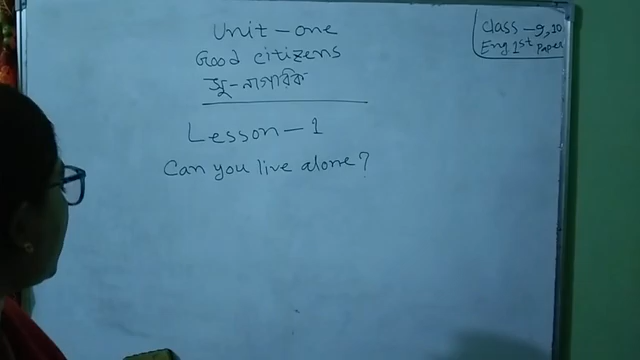 Unit - one
Good citizens
সু-নাগরিক
Lesson - 1
Can you live alone?
Class - 9, 10
Eng 1st Paper